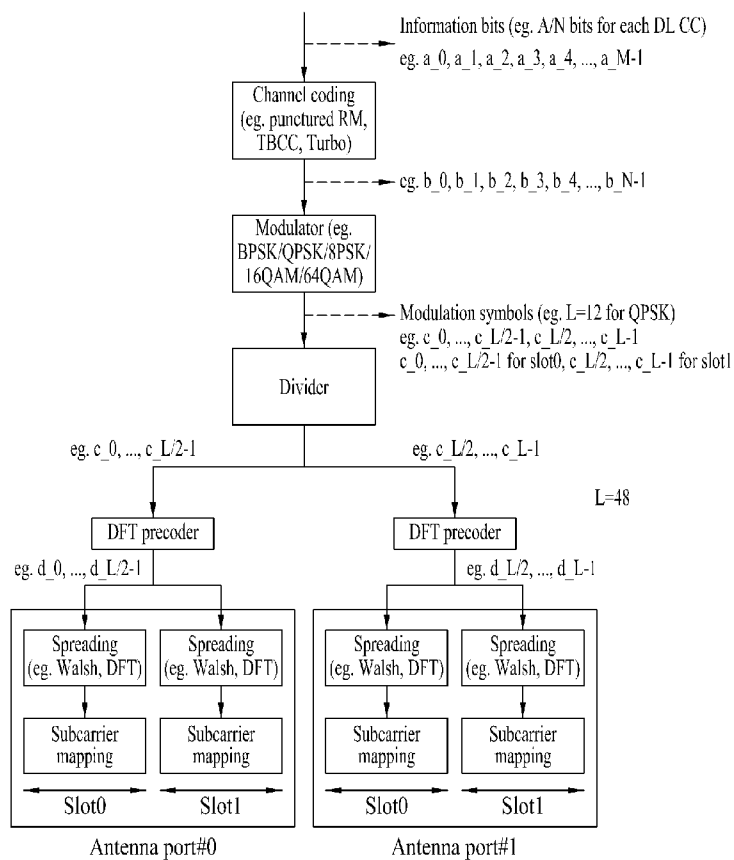 Information bits (eg. A/N bits for each DL CC)
eg. a_0, a_1, a_2, a_3, a_4, ..., a_M-1
Channel coding
(eg. punctured RM,
TBCC, Turbo)
eg. b_0, b_1, b_2, b_3, b_4, ..., b_N-1
Modulator (eg.
BPSK/QPSK/8PSK/
16QAM/64QAM)
Modulation symbols (eg. L=12 for QPSK)
eg. c_0, ..., c_L/2-1, c_L/2, ..., c_L-1
c_0, ..., c_L/2-1 for slot0, c_L/2, ..., c_L-1 for slot1
Divider
eg. c_0, ..., c_L/2-1
eg. c_L/2, ..., c_L-1
L=48
DFT precoder
DFT precoder
eg. d_0, ..., d_L/2-1
eg. d_L/2, ..., d_L-1
Spreading
(eg. Walsh, DFT)
Spreading
(eg. Walsh, DFT)
Spreading
(eg. Walsh, DFT)
Spreading
(eg. Walsh, DFT)
Subcarrier
mapping
Subcarrier
mapping
Subcarrier
mapping
Subcarrier
mapping
Slot0
Slot1
Slot0
Slot1
Antenna port#0
Antenna port#1